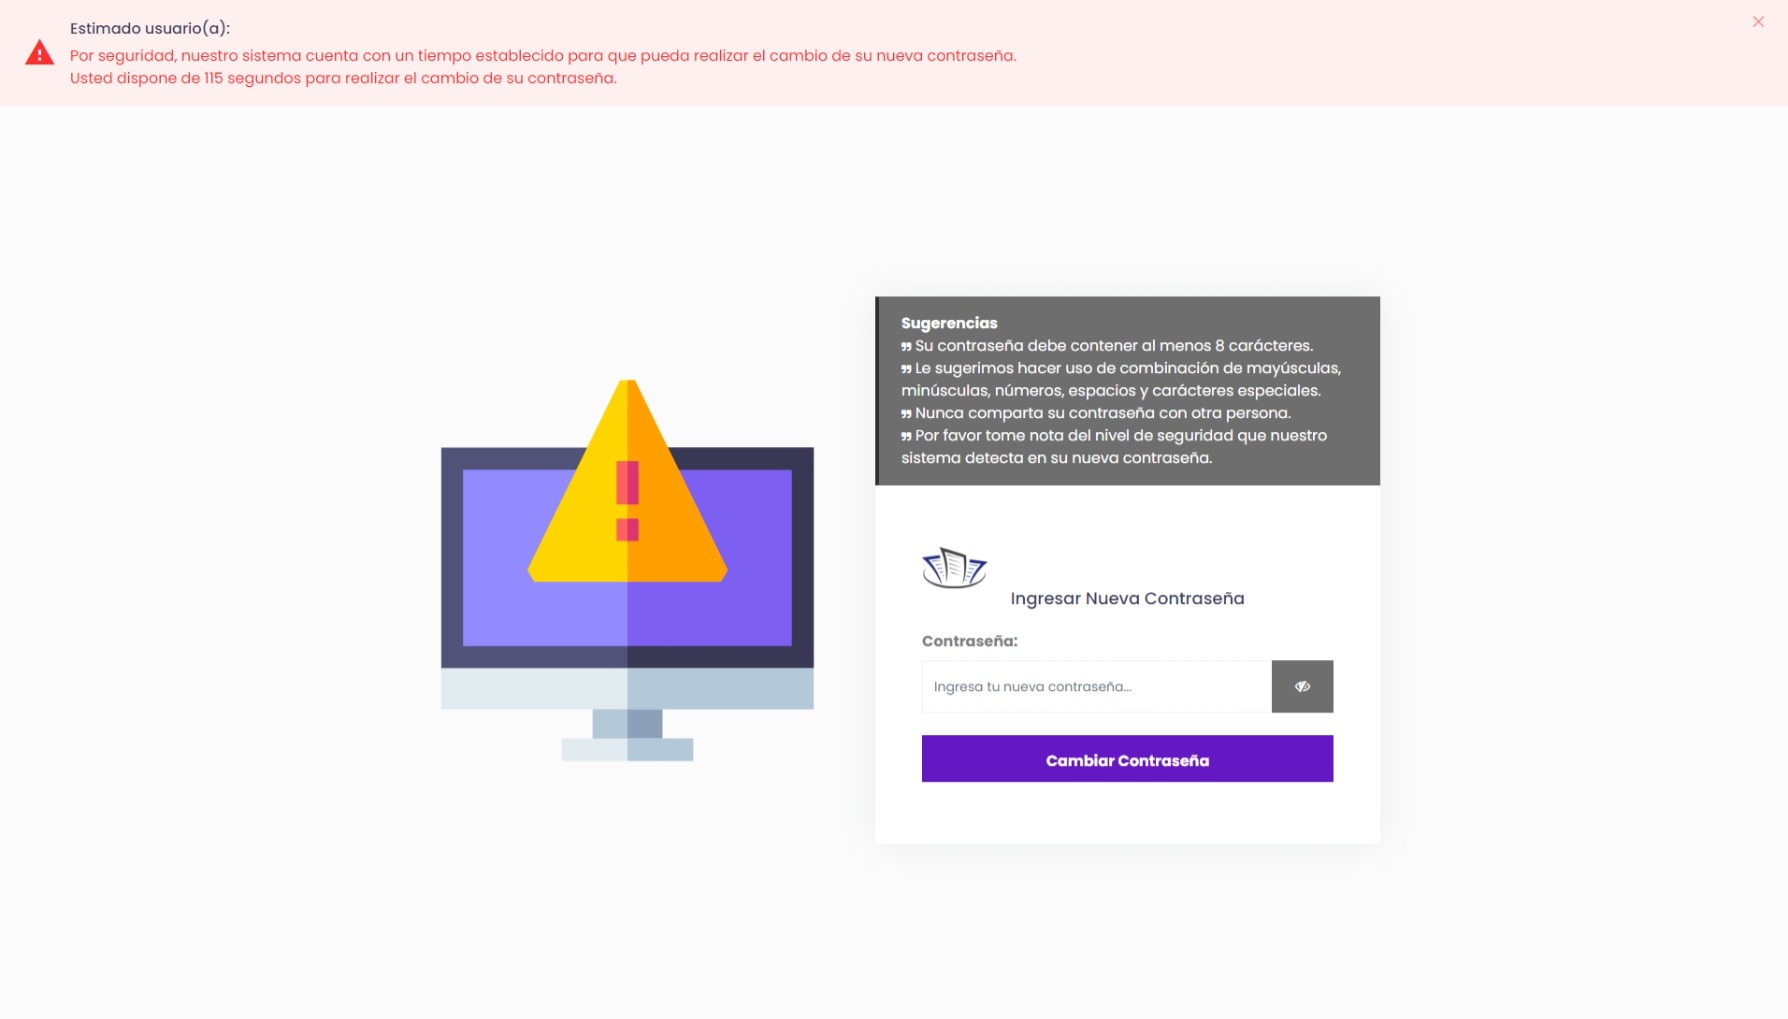 Estimado usuario(a):
Por seguridad, nuestro sistema cuenta con un tiempo establecido para que pueda realizar el cambio de su nueva contraseña.
Usted dispone de 115 segundos para realizar el cambio de su contraseña.
Sugerencias
❞ Su contraseña debe contener al menos 8 carácteres.
❞ Le sugerimos hacer uso de combinación de mayúsculas,
minúsculas, números, espacios y carácteres especiales.
❞ Nunca comparta su contraseña con otra persona.
❞ Por favor tome nota del nivel de seguridad que nuestro
sistema detecta en su nueva contraseña.
Ingresar Nueva Contraseña
Contraseña:
Ingresa tu nueva contraseña...
Cambiar Contraseña